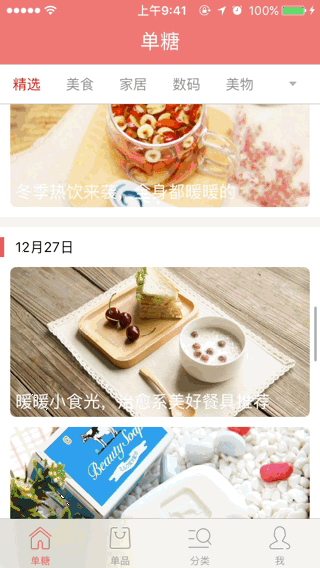 上午9:41
100%
单糖
精选 美食 家居 数码 美物
冬季热饮来袭，全身都暖暖的
12月27日
暖暖小食光，治愈系美好餐具推荐
Beauty Soap
单糖 单品 分类 我